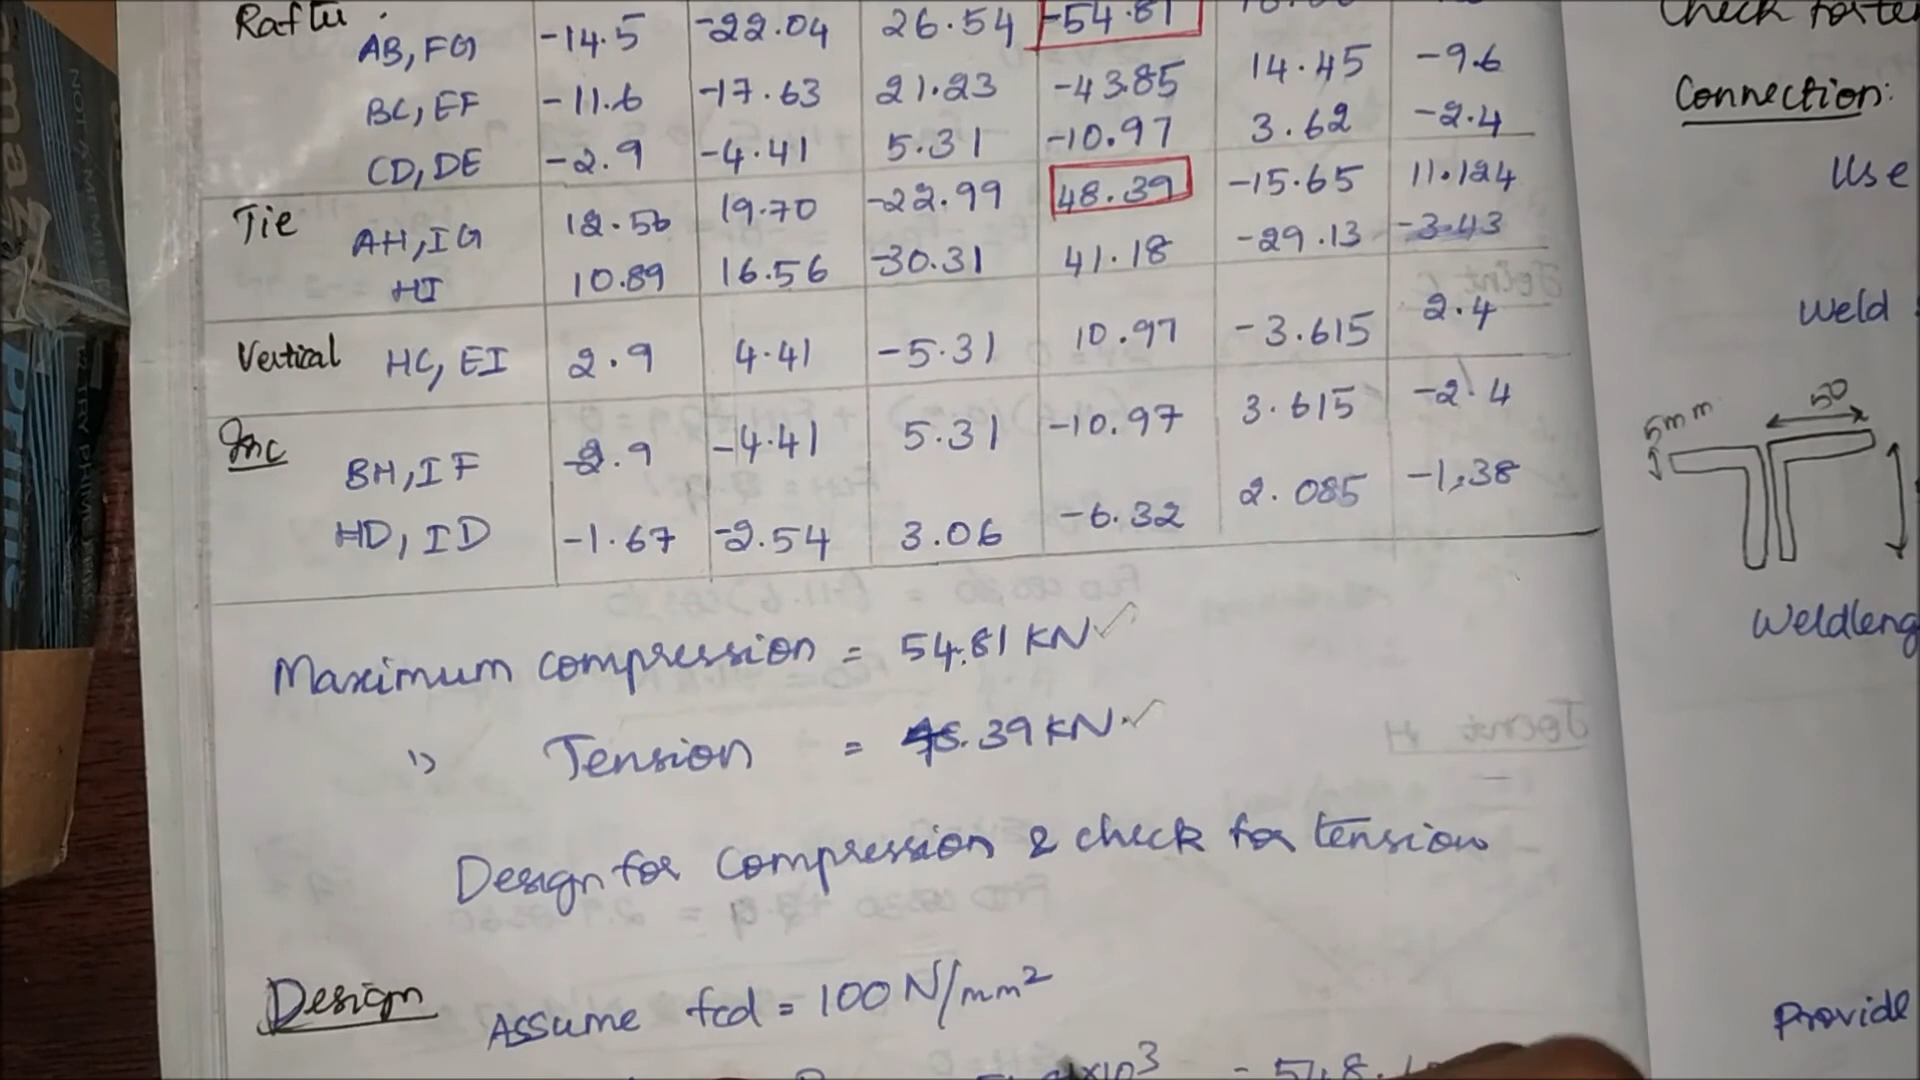 Rafter AB, FG -14.5 -22.04 26.54 -54.81
BC, EF -11.6 -17.63 21.23 -43.85 14.45 -9.6
CD, DE -2.9 -4.41 5.31 -10.97 3.62 -2.4
Tie AH, IG 12.56 19.70 -22.99 48.39 -15.65 11.124
HI 10.89 16.56 -30.31 41.18 -29.13 -3.43
Vertical HC, EI 2.9 4.41 -5.31 10.97 -3.615 2.4
Inc BH, IF -2.9 -4.41 5.31 -10.97 3.615 -2.4
HD, ID -1.67 -2.54 3.06 -6.32 2.085 -1.38
Maximum compression = 54.81 KN ✓
" Tension = 48.39 KN ✓
Design for compression & check for tension
Design Assume fcd = 100 N/mm²
Check for
Connection:
Use
Weld
5mm 50
Provide
NOT A MEMBE